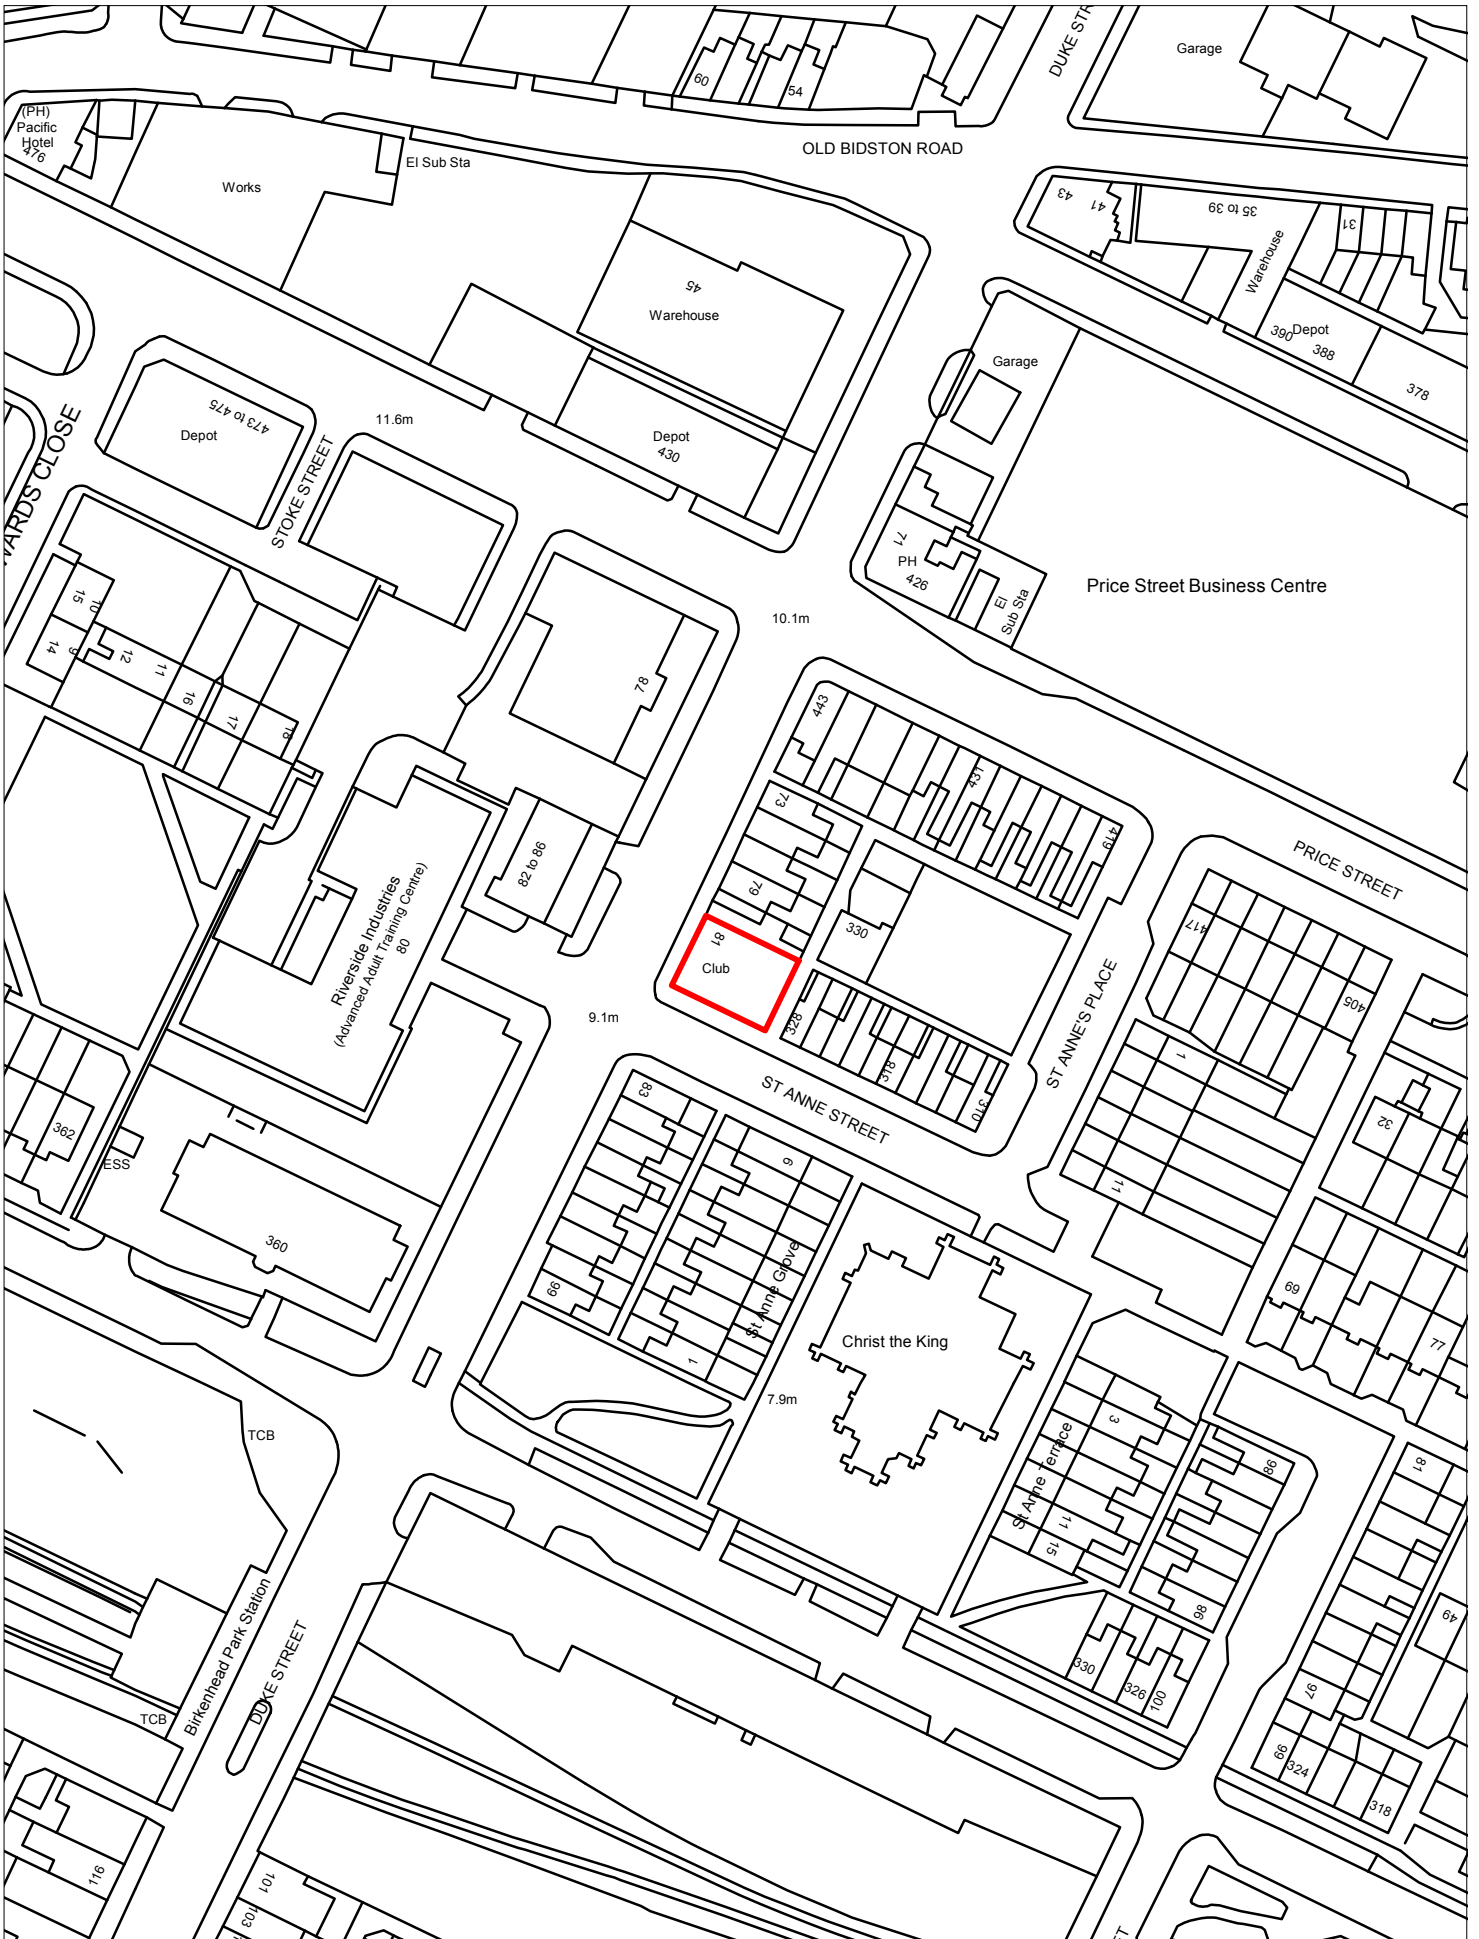 DUKE STR
Garage
60
54
OLD BIDSTON ROAD
(PH)
Pacific
Hotel
476
El Sub Sta
Works
43
41
35 to 39
31
Warehouse
45
Warehouse
390
Depot
388
378
Garage
WARDS CLOSE
473 to 475
Depot
11.6m
STOKE STREET
Depot
430
71
PH
426
El
Sub Sta
Price Street Business Centre
10.1m
15
10
14
9
12
11
16
17
18
78
443
431
419
73
79
PRICE STREET
82 to 86
Riverside Industries
(Advanced Adult Training Centre)
80
81
Club
330
417
405
9.1m
328
318
310
ST ANNE'S PLACE
ST ANNE STREET
1
11
32
362
ESS
83
6
360
99
St Anne Grove
1
Christ the King
7.9m
69
77
TCB
3
St Anne Terrace
11
15
98
86
81
Birkenhead Park Station
DUKE STREET
TCB
330
326
100
49
97
99
324
318
116
101
103
ET